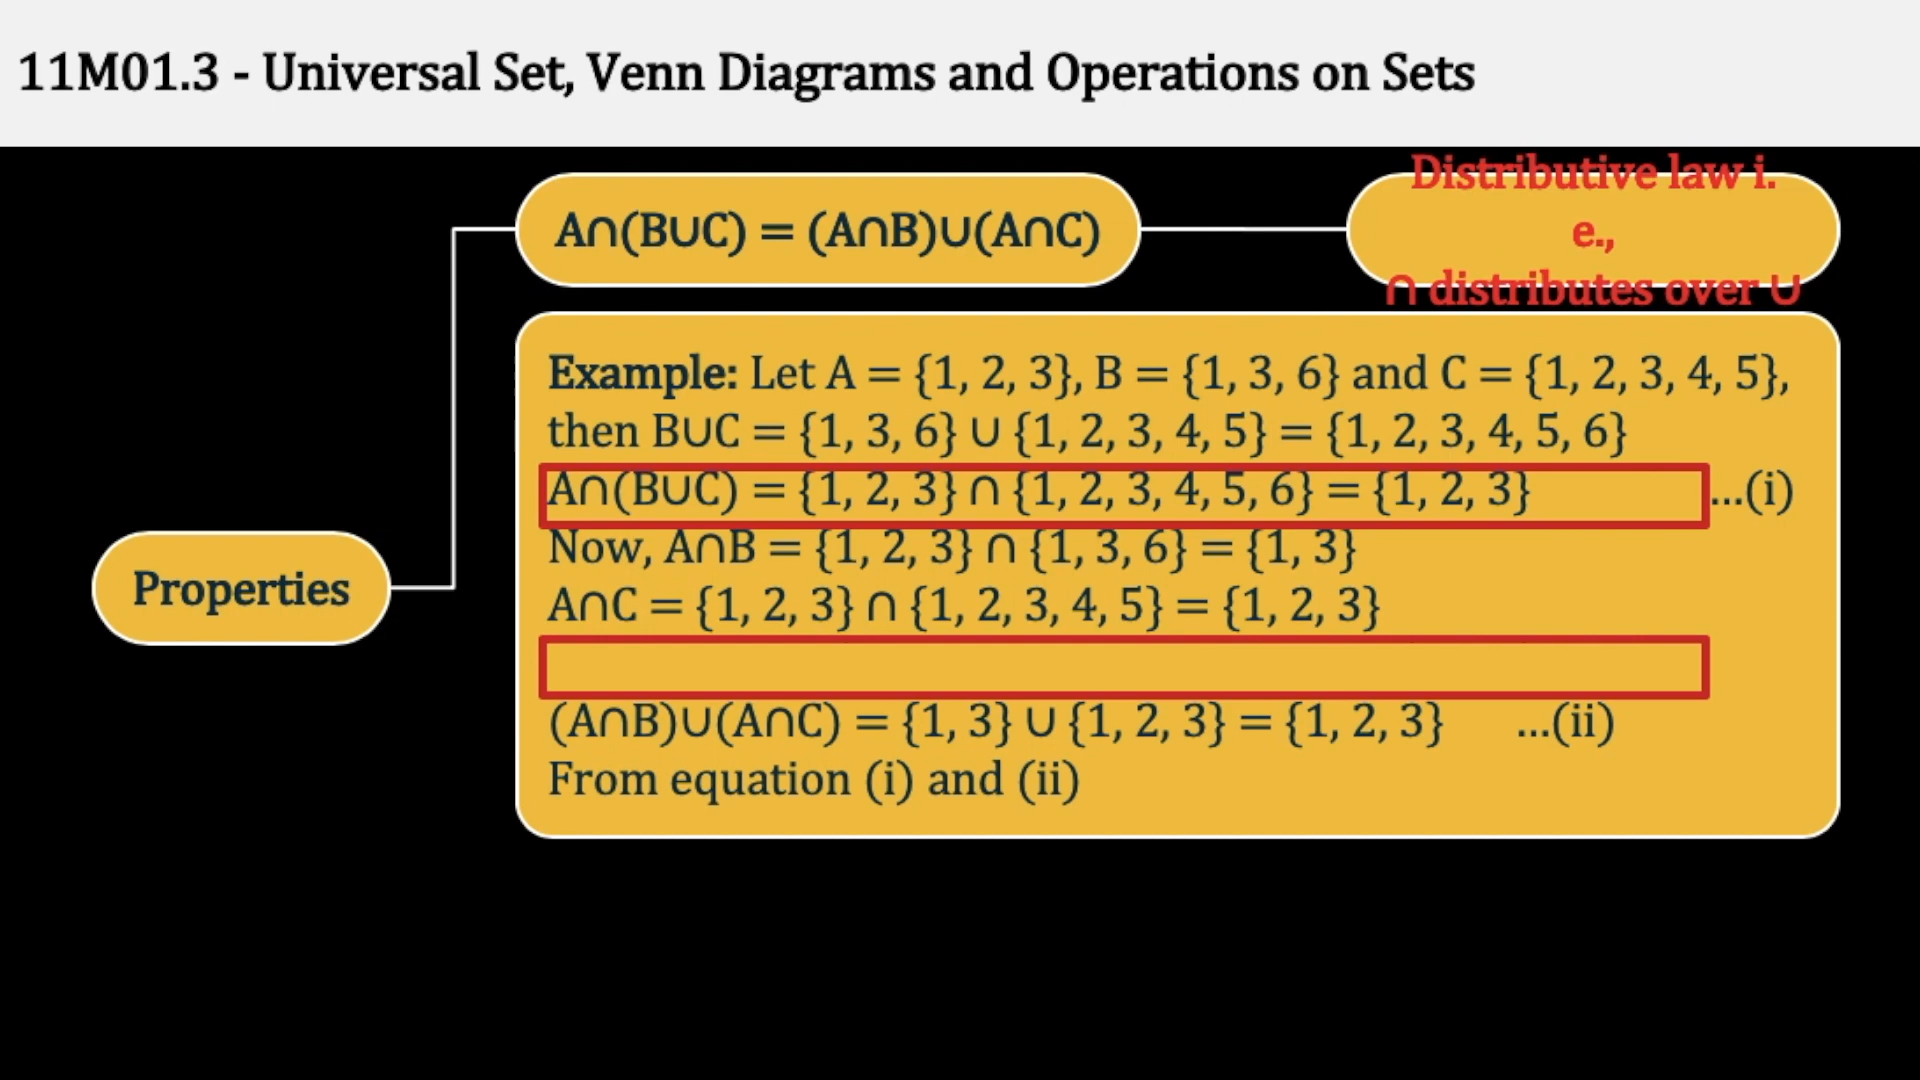 11M01.3 - Universal Set, Venn Diagrams and Operations on Sets
A∩(B∪C) = (A∩B)∪(A∩C)
Distributive law i.
e.,
∩ distributes over ∪
Example: Let A = {1, 2, 3}, B = {1, 3, 6} and C = {1, 2, 3, 4, 5},
then B∪C = {1, 3, 6} ∪ {1, 2, 3, 4, 5} = {1, 2, 3, 4, 5, 6}
A∩(B∪C) = {1, 2, 3} ∩ {1, 2, 3, 4, 5, 6} = {1, 2, 3} ...(i)
Now, A∩B = {1, 2, 3} ∩ {1, 3, 6} = {1, 3}
A∩C = {1, 2, 3} ∩ {1, 2, 3, 4, 5} = {1, 2, 3}
(A∩B)∪(A∩C) = {1, 3} ∪ {1, 2, 3} = {1, 2, 3} ...(ii)
From equation (i) and (ii)
Properties